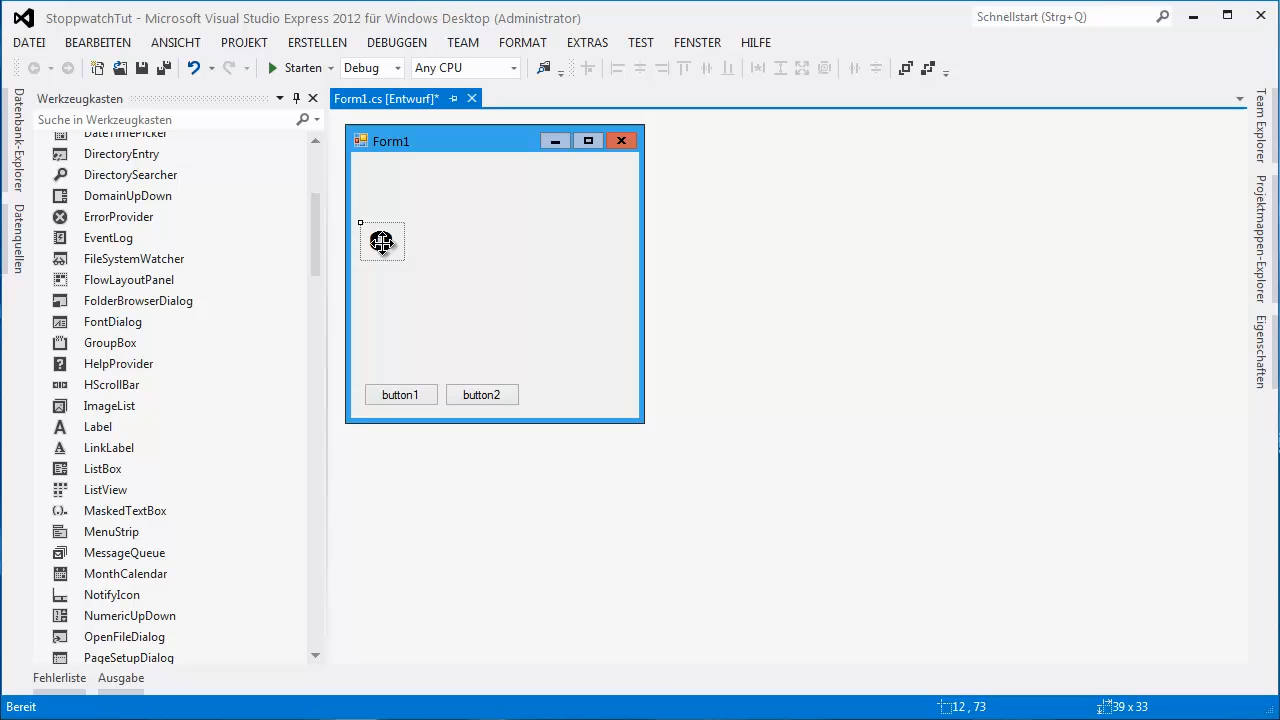 StoppwatchTut - Microsoft Visual Studio Express 2012 für Windows Desktop (Administrator)
Schnellstart (Strg+Q)
DATEI BEARBEITEN ANSICHT PROJEKT ERSTELLEN DEBUGGEN TEAM FORMAT EXTRAS TEST FENSTER HILFE
Starten Debug Any CPU
Datenbank-Explorer
Datenquellen
Werkzeugkasten
Suche in Werkzeugkasten
DateTimePicker
DirectoryEntry
DirectorySearcher
DomainUpDown
ErrorProvider
EventLog
FileSystemWatcher
FlowLayoutPanel
FolderBrowserDialog
FontDialog
GroupBox
HelpProvider
HScrollBar
ImageList
Label
LinkLabel
ListBox
ListView
MaskedTextBox
MenuStrip
MessageQueue
MonthCalendar
NotifyIcon
NumericUpDown
OpenFileDialog
PageSetupDialog
Fehlerliste Ausgabe
Form1.cs [Entwurf]*
Form1
button1 button2
Team Explorer
Projektmappen-Explorer
Eigenschaften
Bereit
12 , 73
39 x 33